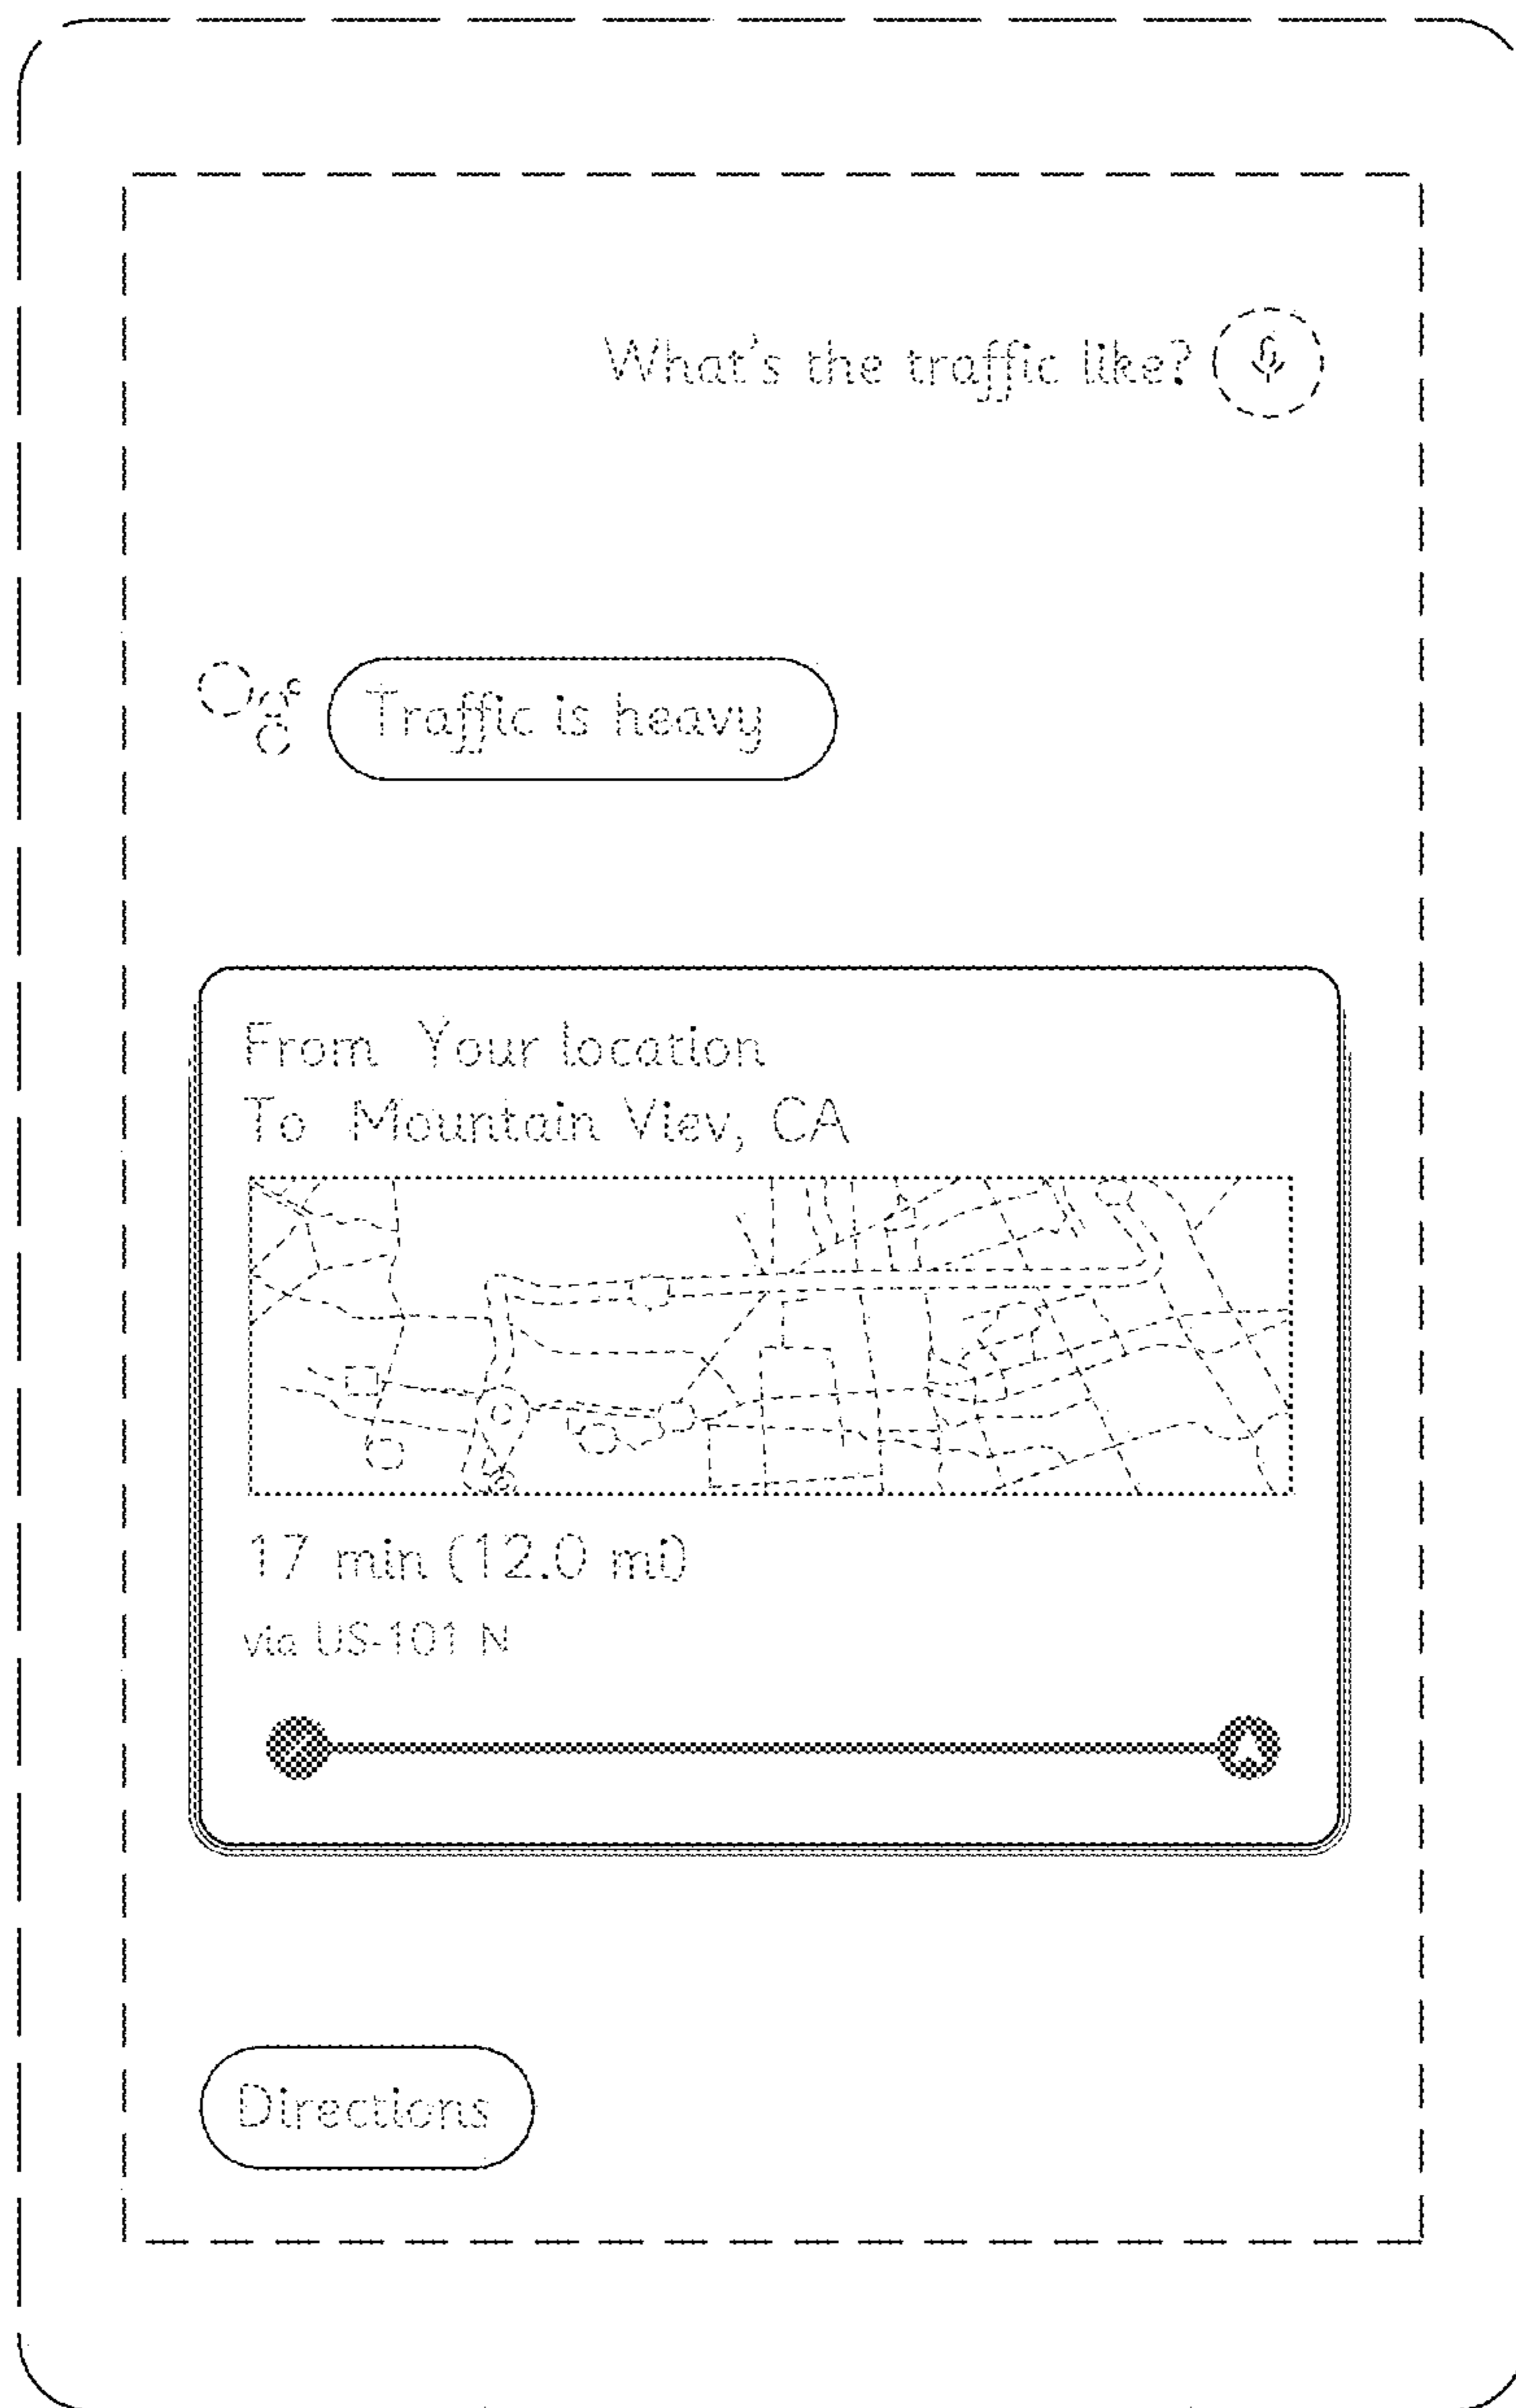 What's the traffic like?
Traffic is heavy
From Your location
To Mountain Viev, CA
17 min (12.0 mi)
via US-101 N
Directions